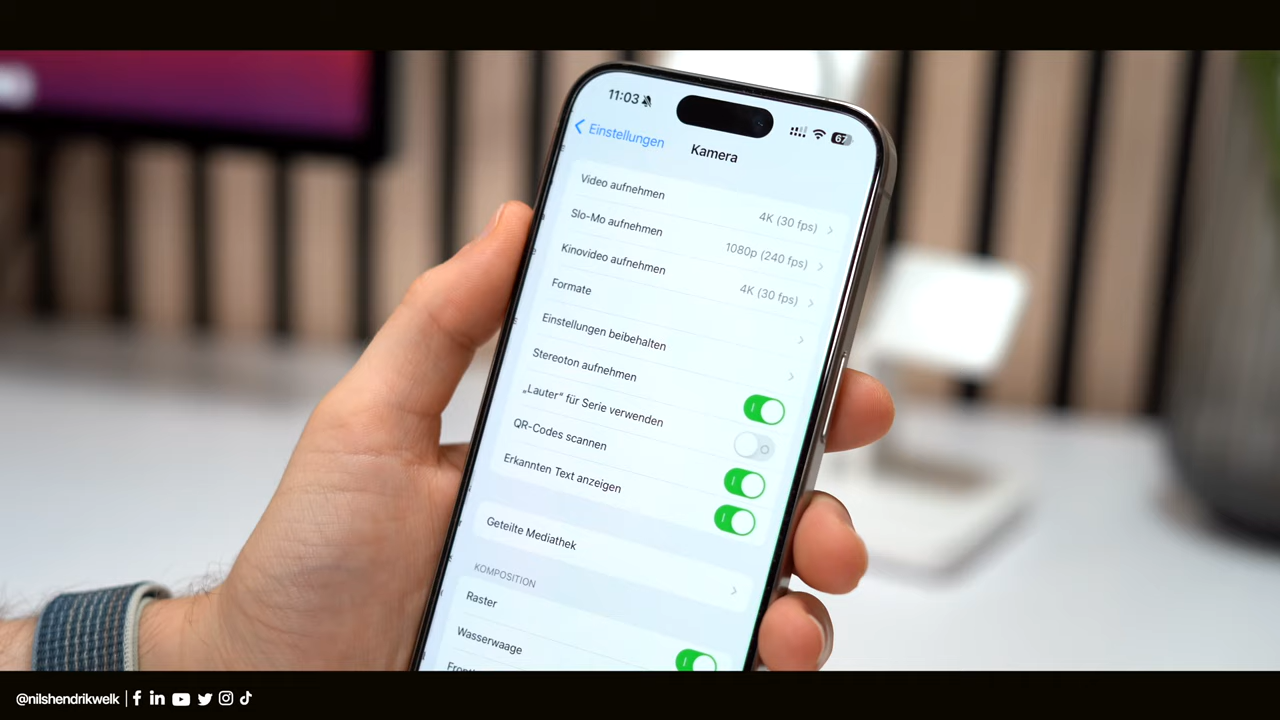 11:03
67
Einstellungen
Kamera
Video aufnehmen
4K (30 fps)
Slo-Mo aufnehmen
1080p (240 fps)
Kinovideo aufnehmen
4K (30 fps)
Formate
Einstellungen beibehalten
Stereoton aufnehmen
„Lauter“ für Serie verwenden
QR-Codes scannen
Erkannten Text anzeigen
Geteilte Mediathek
KOMPOSITION
Raster
Wasserwaage
@nilshendrikwelk